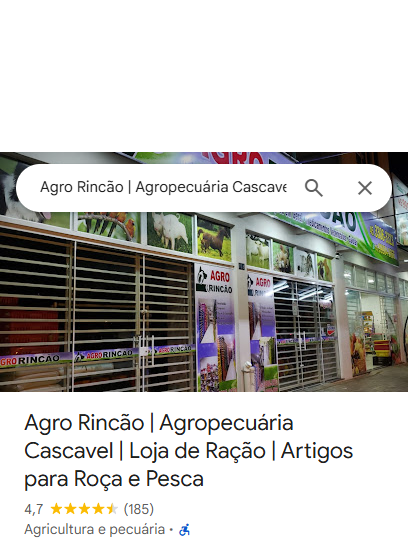 AGRO
Agro Rincão | Agropecuária Cascave
AGRO
RINCÃO
AGRO
RINCÃO
AGRO RINCÃO
AGRO RINCÃO
Agro Rincão | Agropecuária
Cascavel | Loja de Ração | Artigos
para Roça e Pesca
4,7 (185)
Agricultura e pecuária ·